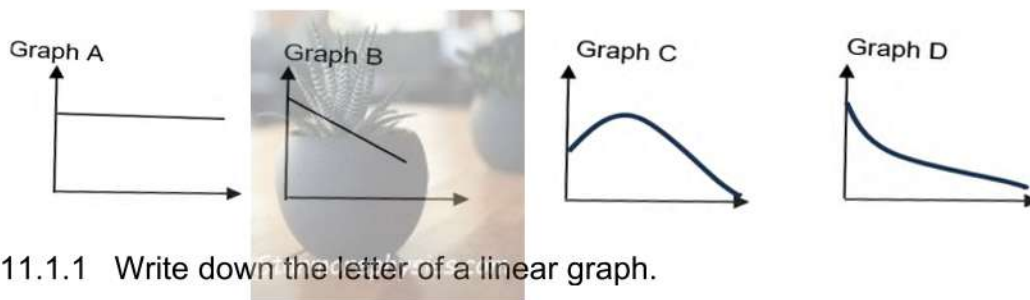 Graph A Graph B Graph C Graph D
11.1.1 Write down the letter of a linear graph.